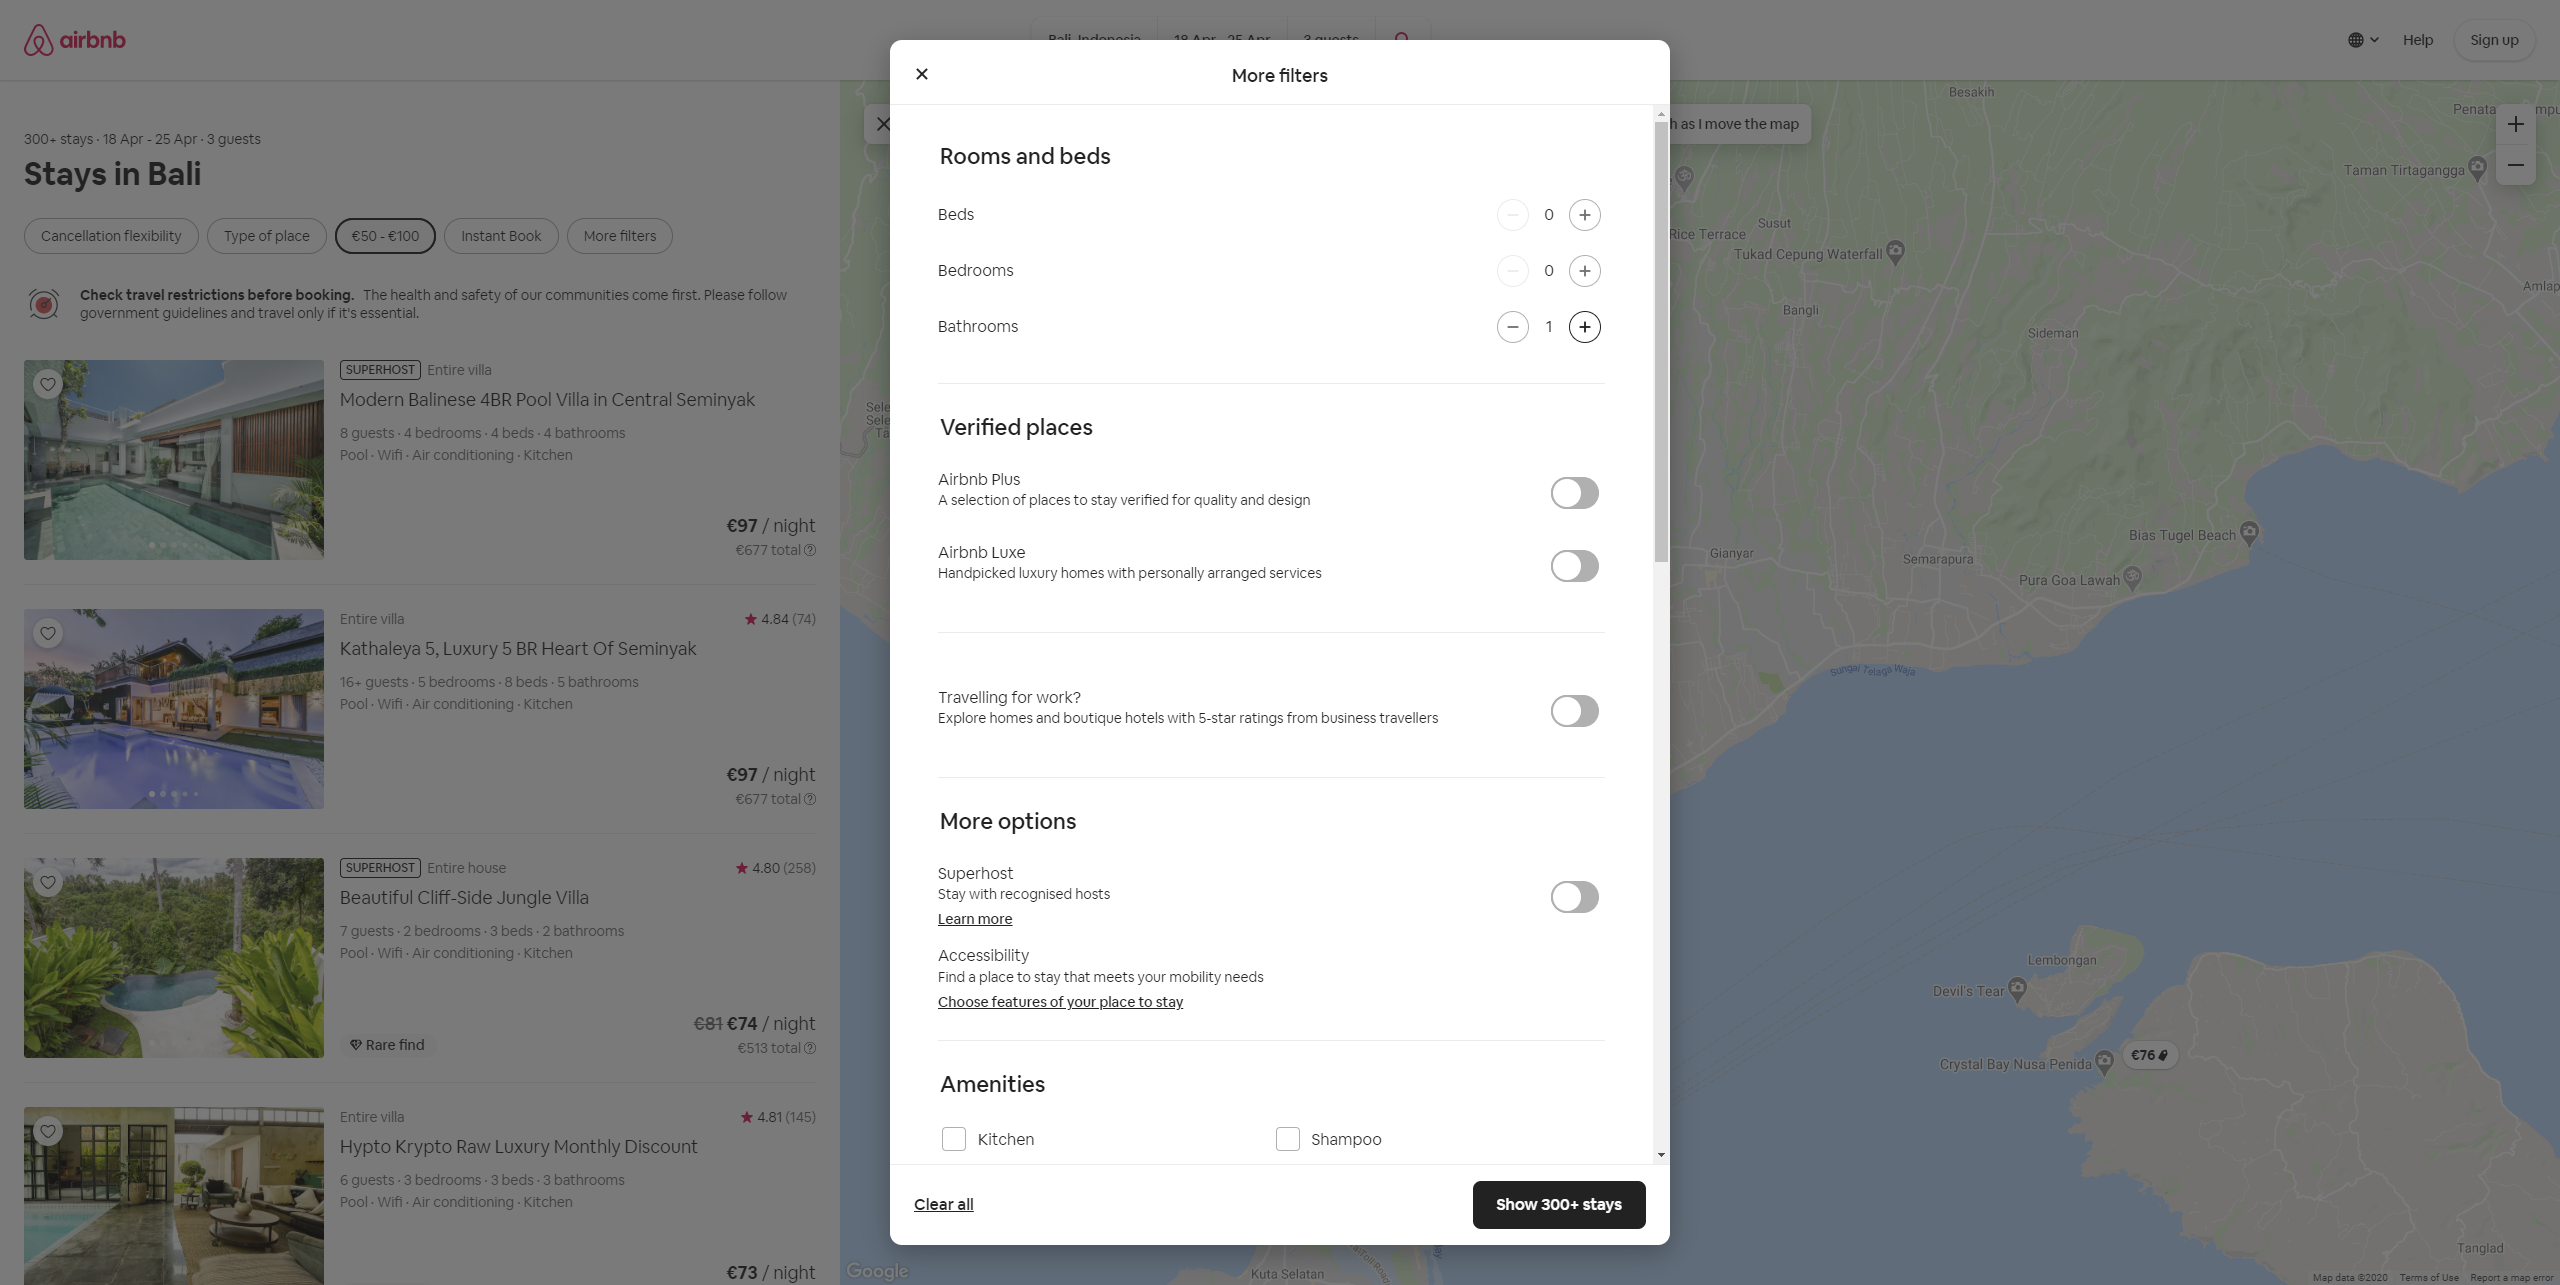 airbnb
Bali, Indonesia
18 Apr - 25 Apr
3 guests
Help
Sign up
300+ stays · 18 Apr - 25 Apr · 3 guests
Stays in Bali
Cancellation flexibility
Type of place
€50 - €100
Instant Book
More filters
Check travel restrictions before booking. The health and safety of our communities come first. Please follow
government guidelines and travel only if it's essential.
SUPERHOST Entire villa
Modern Balinese 4BR Pool Villa in Central Seminyak
8 guests · 4 bedrooms · 4 beds · 4 bathrooms
Pool · Wifi · Air conditioning · Kitchen
€97 / night
€677 total
Entire villa
4.84 (74)
Kathaleya 5, Luxury 5 BR Heart Of Seminyak
16+ guests · 5 bedrooms · 8 beds · 5 bathrooms
Pool · Wifi · Air conditioning · Kitchen
€97 / night
€677 total
SUPERHOST Entire house
4.80 (258)
Beautiful Cliff-Side Jungle Villa
7 guests · 2 bedrooms · 3 beds · 2 bathrooms
Pool · Wifi · Air conditioning · Kitchen
€81 €74 / night
Rare find
€513 total
Entire villa
4.81 (145)
Hypto Krypto Raw Luxury Monthly Discount
6 guests · 3 bedrooms · 3 beds · 3 bathrooms
Pool · Wifi · Air conditioning · Kitchen
€73 / night
More filters
Rooms and beds
Beds
0
Bedrooms
0
Bathrooms
1
Verified places
Airbnb Plus
A selection of places to stay verified for quality and design
Airbnb Luxe
Handpicked luxury homes with personally arranged services
Travelling for work?
Explore homes and boutique hotels with 5-star ratings from business travellers
More options
Superhost
Stay with recognised hosts
Learn more
Accessibility
Find a place to stay that meets your mobility needs
Choose features of your place to stay
Amenities
Kitchen
Shampoo
Clear all
Show 300+ stays
h as I move the map
Besakih
Penata
Taman Tirtagangga
Susut
Rice Terrace
Tukad Cepung Waterfall
Amlap
Bangli
Sideman
Sele
Sele
Ta
Bias Tugel Beach
Gianyar
Semarapura
Pura Goa Lawah
Sungai Telaga Waja
Lembongan
Devil's Tear
Crystal Bay Nusa Penida
€76
Tanglad
Kuta Selatan
Google
Map data ©2020
Terms of Use
Report a map error